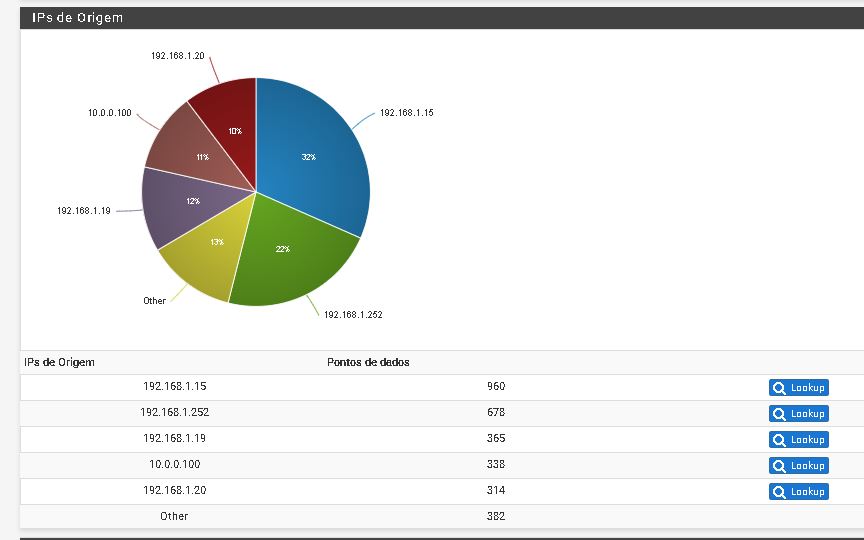 IPs de Origem
192.168.1.20
10.0.0.100
192.168.1.15
10%
11%
32%
12%
192.168.1.19
13%
22%
Other
192.168.1.252
IPs de Origem Pontos de dados
192.168.1.15 960 Lookup
192.168.1.252 678 Lookup
192.168.1.19 365 Lookup
10.0.0.100 338 Lookup
192.168.1.20 314 Lookup
Other 382